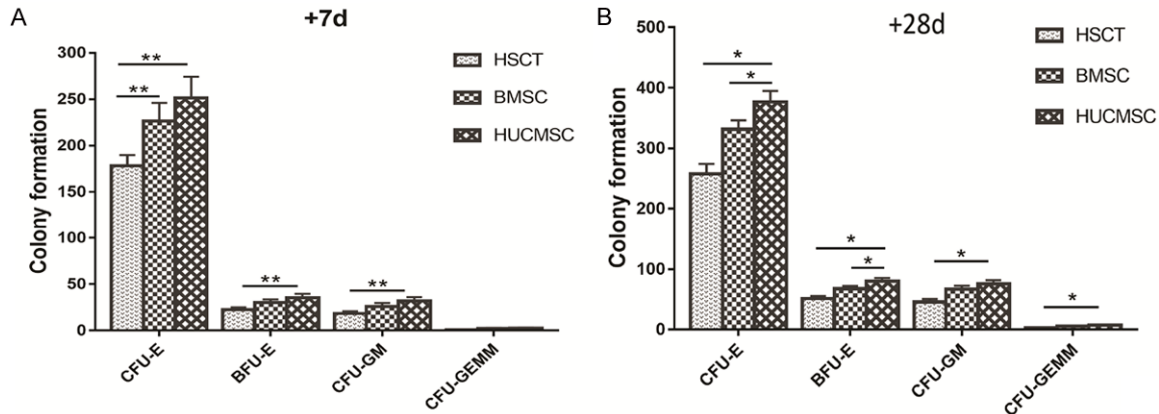 A
+7d
HSCT
BMSC
HUCMSC
Colony formation
300
250
200
150
100
50
0
**
**
**
**
CFU-E
BFU-E
CFU-GM
CFU-GEMM
B
+28d
HSCT
BMSC
HUCMSC
Colony formation
500
400
300
200
100
0
*
*
*
*
*
*
CFU-E
BFU-E
CFU-GM
CFU-GEMM